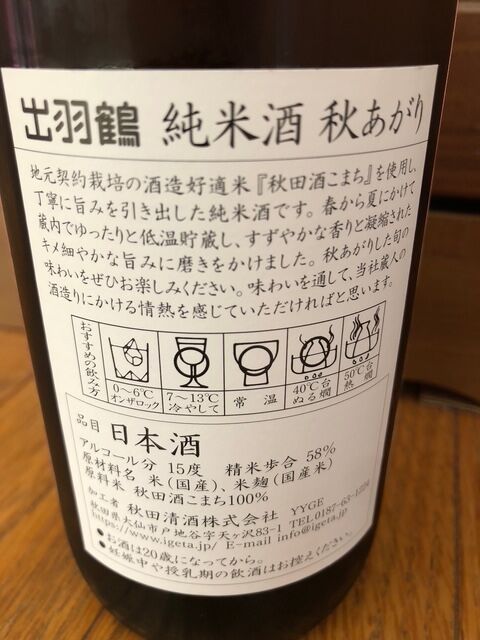 出羽鶴 純米酒 秋あがり
地元契約栽培の酒造好適米『秋田酒こまち』を使用し、
丁寧に旨みを引き出した純米酒です。春から夏にかけて
蔵内でゆったりと低温貯蔵し、すずやかな香りと凝縮された
キメ細やかな旨みに磨きをかけました。秋あがりした旬の
味わいをぜひお楽しみください。味わいを通して、当社蔵人の
酒造りにかける情熱を感じていただければと思います。
おすすめの飲み方
0〜6℃
オンザロック
7〜13℃
冷やして
常温
40℃台
ぬる燗
50℃台
熱燗
品目 日本酒
アルコール分 15度 精米歩合 58%
原材料名 米(国産)、米麹(国産米)
原料米 秋田酒こまち100%
加工者 秋田清酒株式会社 YYGE
秋田県大仙市戸地谷字天ケ沢83-1 TEL0187-63-1224
https://www.igeta.jp/ E-mail info@igeta.jp
●お酒は20歳になってから。
●妊娠中や授乳期の飲酒はお控えください。